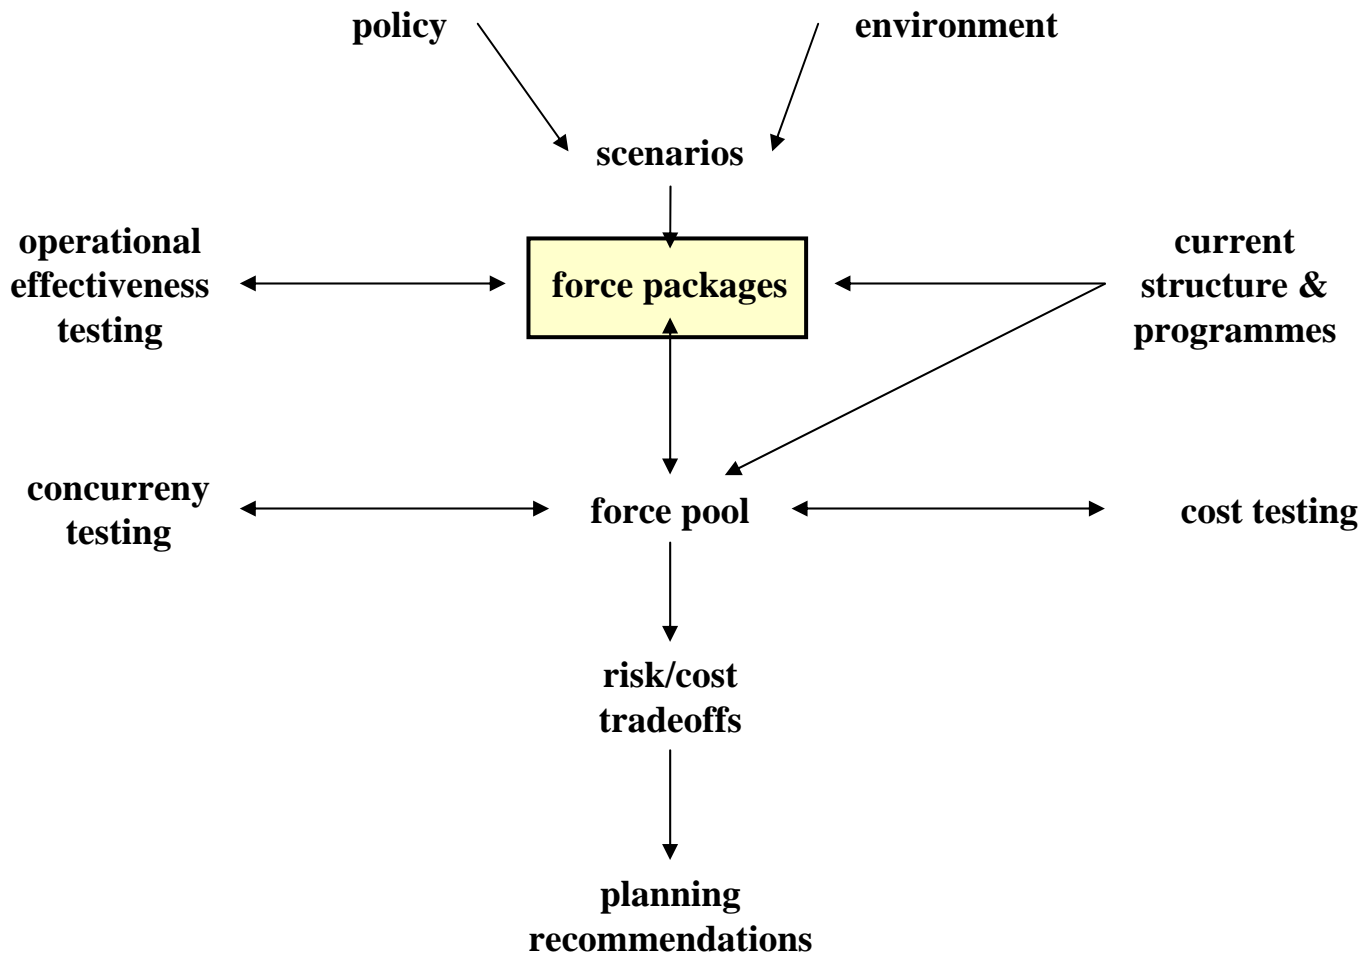 policy
environment
scenarios
operational
effectiveness
testing
force packages
current
structure &
programmes
concurreny
testing
force pool
cost testing
risk/cost
tradeoffs
planning
recommendations